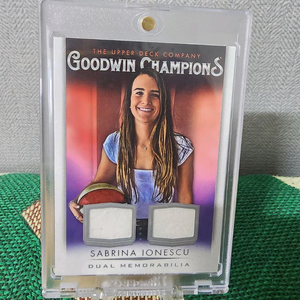 THE UPPER DECK COMPANY
GOODWIN CHAMPIONS
SABRINA IONESCU
DUAL MEMORABILIA